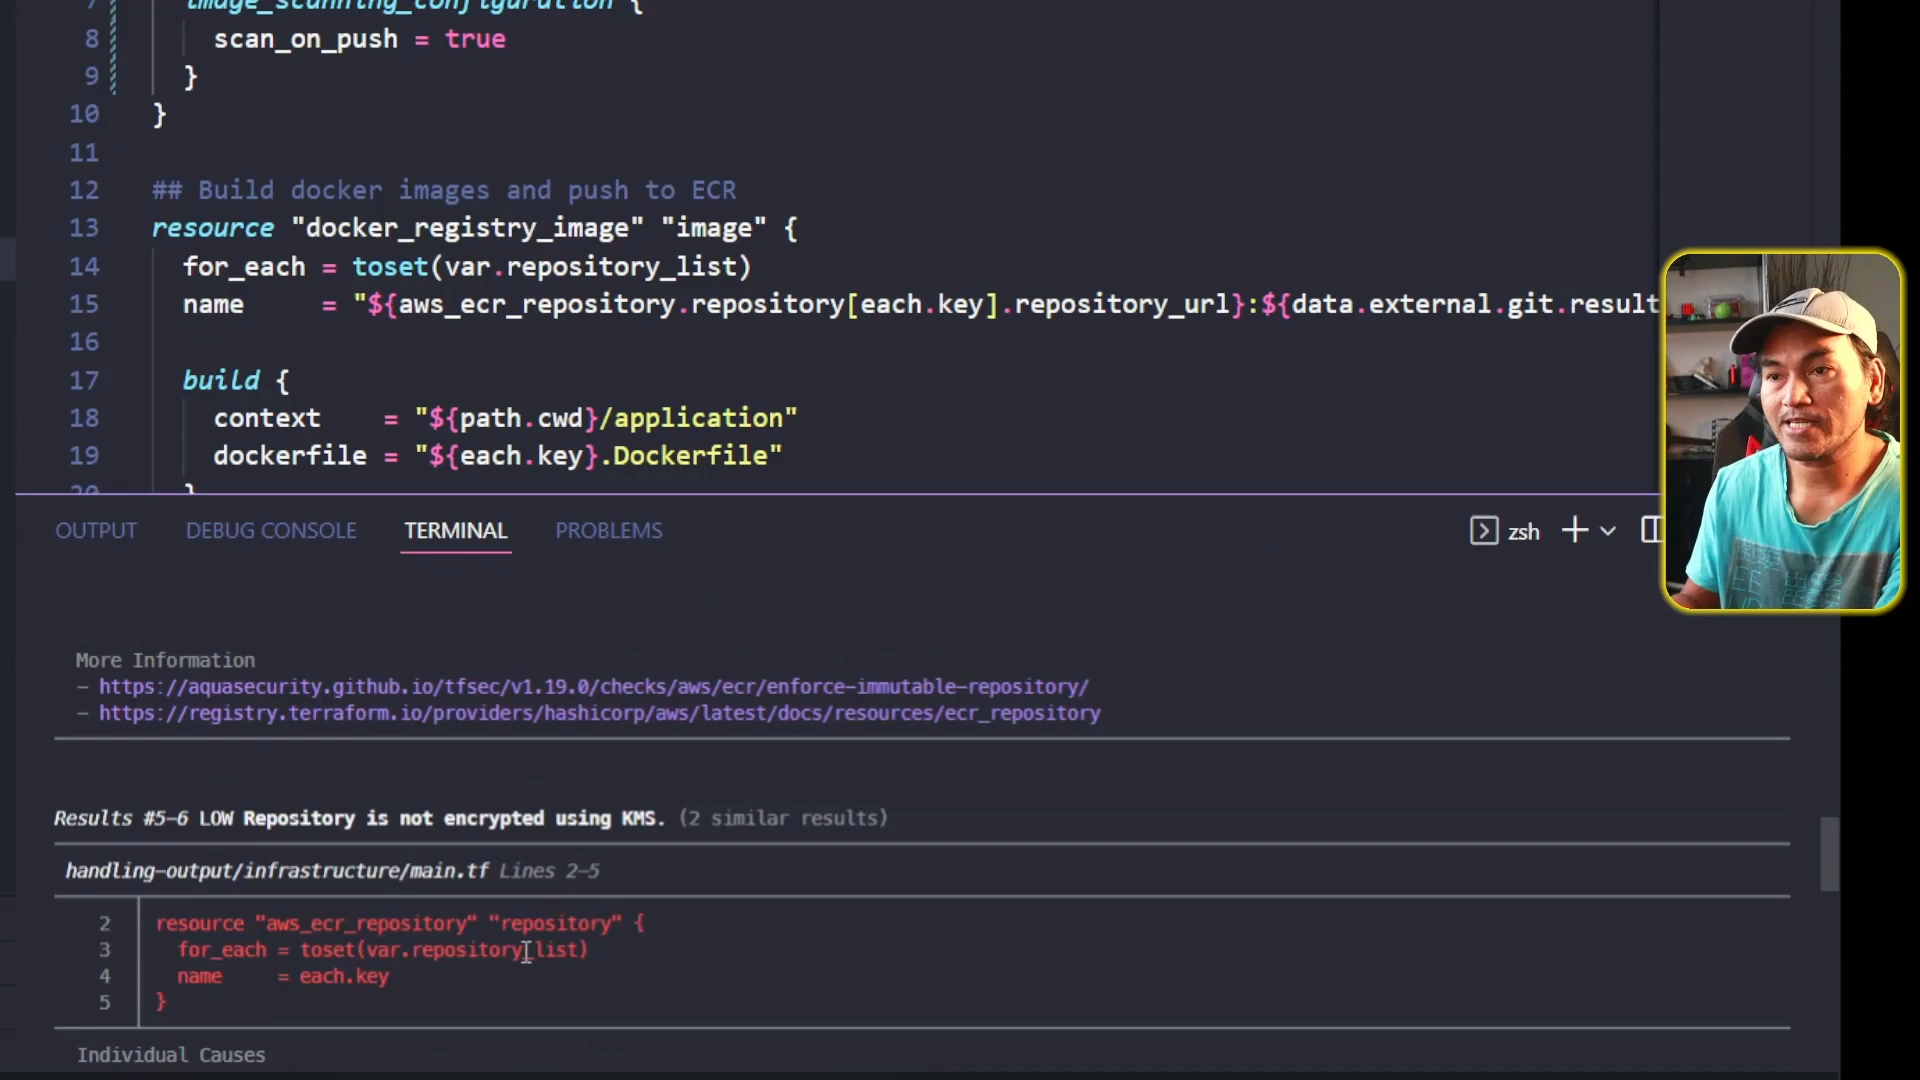 7 image_scanning_configuration {
8 scan_on_push = true
9 }
10 }
11
12 ## Build docker images and push to ECR
13 resource "docker_registry_image" "image" {
14 for_each = toset(var.repository_list)
15 name = "${aws_ecr_repository.repository[each.key].repository_url}:${data.external.git.result
16
17 build {
18 context = "${path.cwd}/application"
19 dockerfile = "${each.key}.Dockerfile"
20 }
OUTPUT DEBUG CONSOLE TERMINAL PROBLEMS zsh
More Information
– https://aquasecurity.github.io/tfsec/v1.19.0/checks/aws/ecr/enforce-immutable-repository/
– https://registry.terraform.io/providers/hashicorp/aws/latest/docs/resources/ecr_repository
Results #5-6 LOW Repository is not encrypted using KMS. (2 similar results)
handling-output/infrastructure/main.tf Lines 2-5
2 resource "aws_ecr_repository" "repository" {
3 for_each = toset(var.repository_list)
4 name = each.key
5 }
Individual Causes